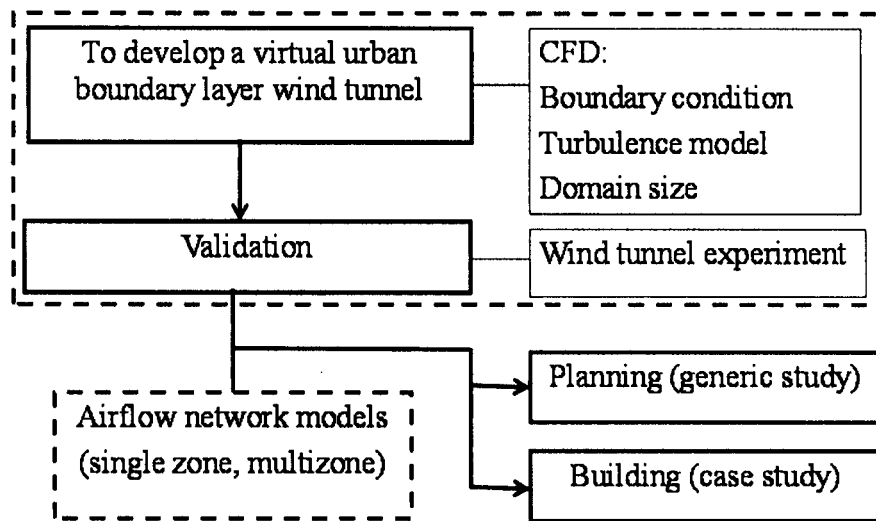 To develop a virtual urban
boundary layer wind tunnel
CFD:
Boundary condition
Turbulence model
Domain size
Validation
Wind tunnel experiment
Airflow network models
(single zone, multizone)
Planning (generic study)
Building (case study)